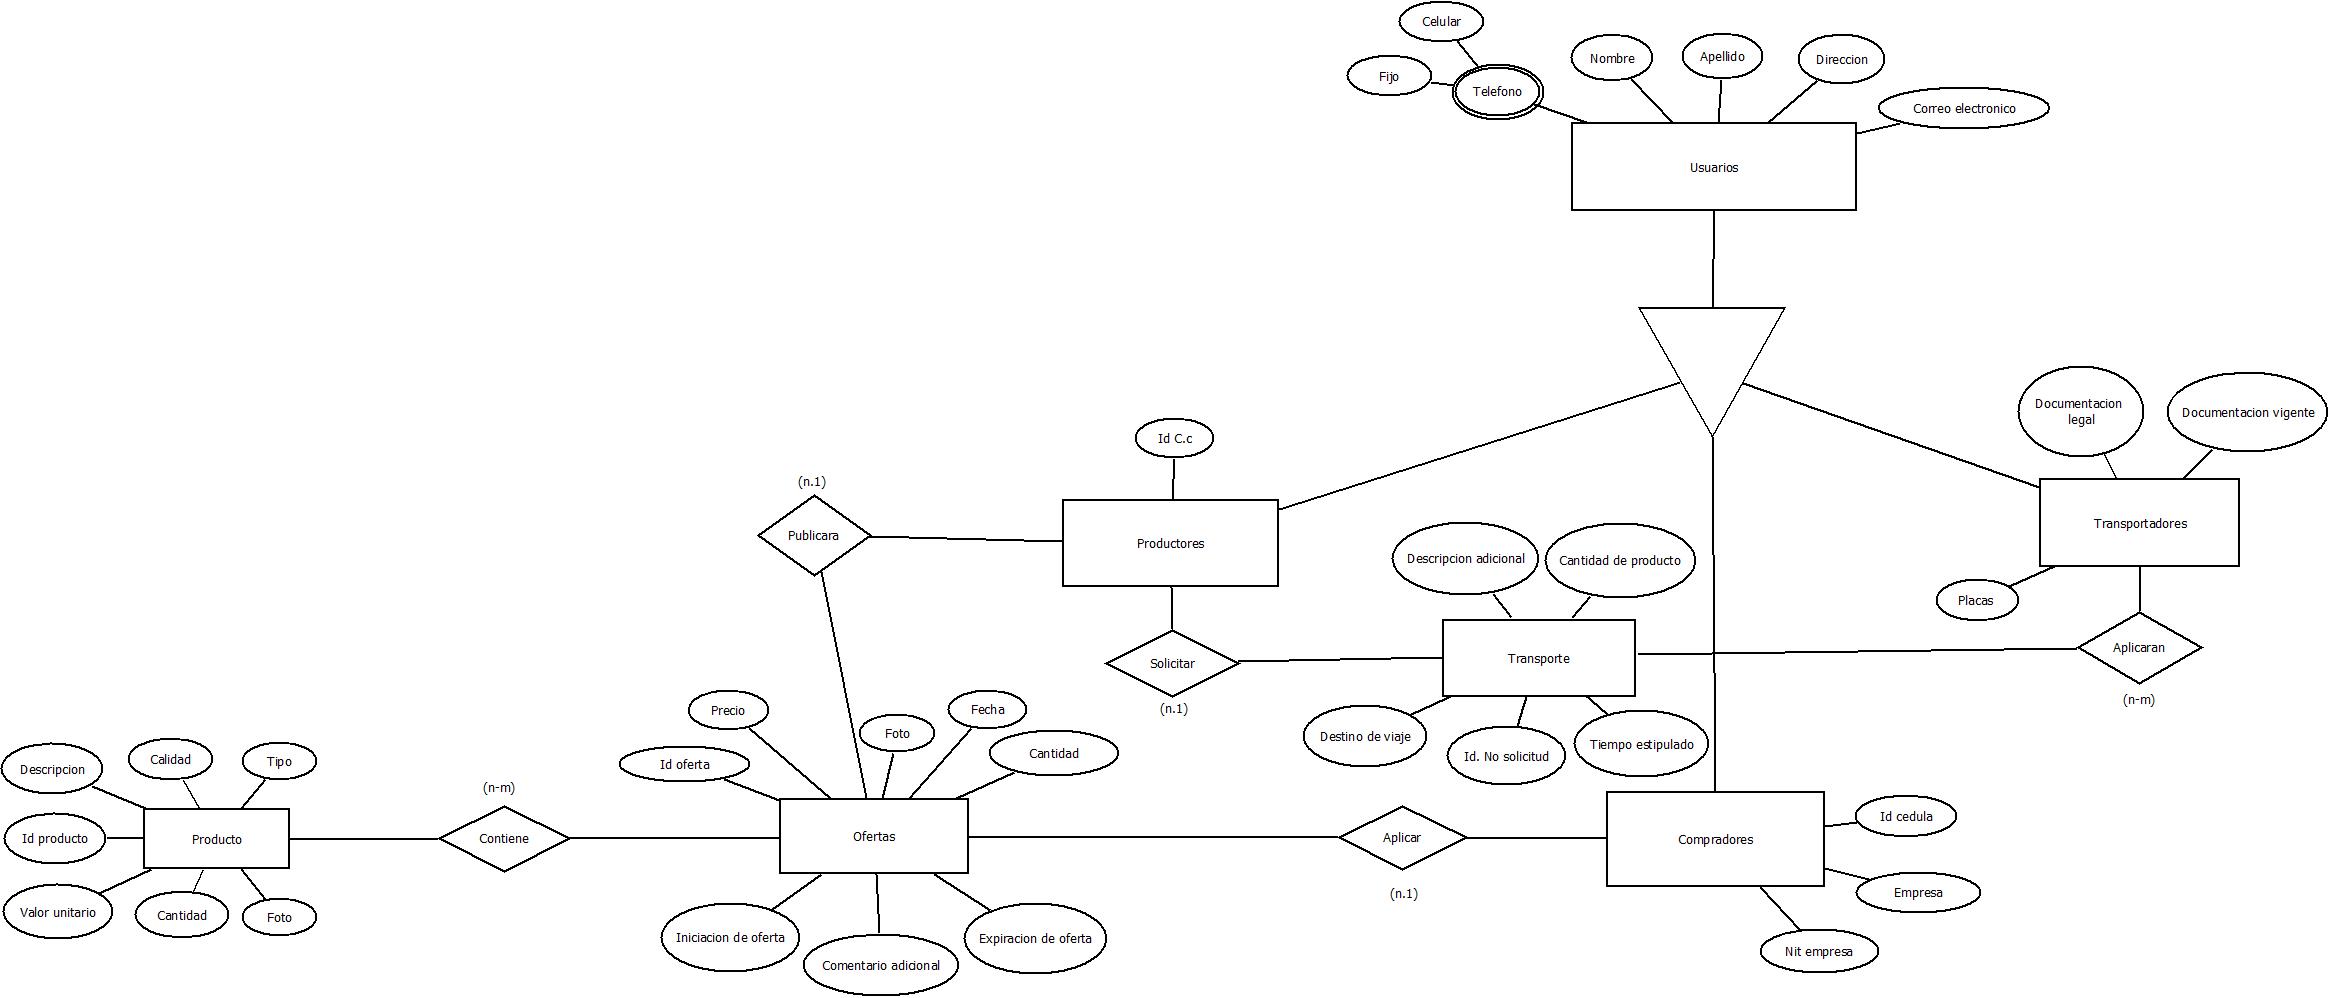 Celular
Fijo
Telefono
Nombre
Apellido
Direccion
Correo electronico
Usuarios
Documentacion
legal
Documentacion vigente
Id C.c
(n.1)
Publicara
Productores
Transportadores
Descripcion adicional
Cantidad de producto
Placas
Solicitar
(n.1)
Transporte
Aplicaran
(n-m)
Destino de viaje
Id. No solicitud
Tiempo estipulado
Precio
Foto
Fecha
Id oferta
Cantidad
Descripcion
Calidad
Tipo
(n-m)
Id producto
Producto
Contiene
Ofertas
Aplicar
(n.1)
Compradores
Id cedula
Empresa
Nit empresa
Valor unitario
Cantidad
Foto
Iniciacion de oferta
Comentario adicional
Expiracion de oferta